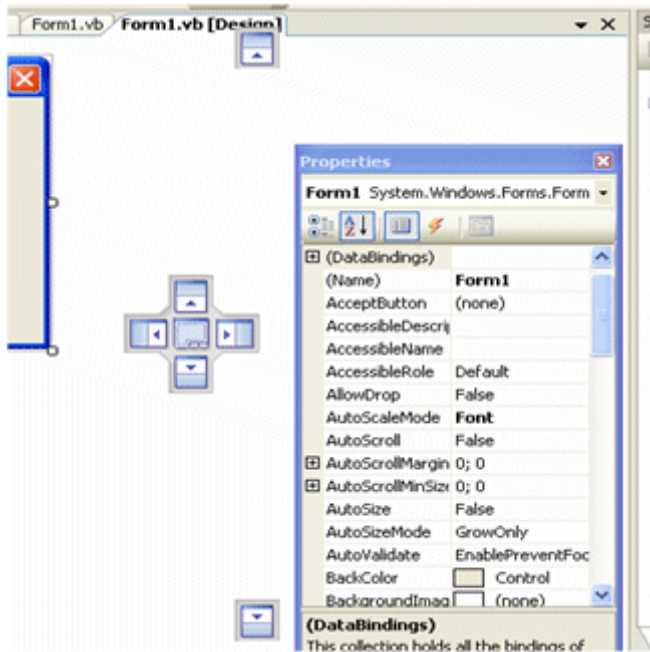 Form1.vb Form1.vb [Design]
Properties
Form1 System.Windows.Forms.Form
(DataBindings)
(Name) Form1
AcceptButton (none)
AccessibleDescri
AccessibleName
AccessibleRole Default
AllowDrop False
AutoScaleMode Font
AutoScroll False
AutoScrollMargin 0; 0
AutoScrollMinSize 0; 0
AutoSize False
AutoSizeMode GrowOnly
AutoValidate EnablePreventFoc
BackColor Control
BackgroundImag (none)
(DataBindings)
This collection holds all the bindings of